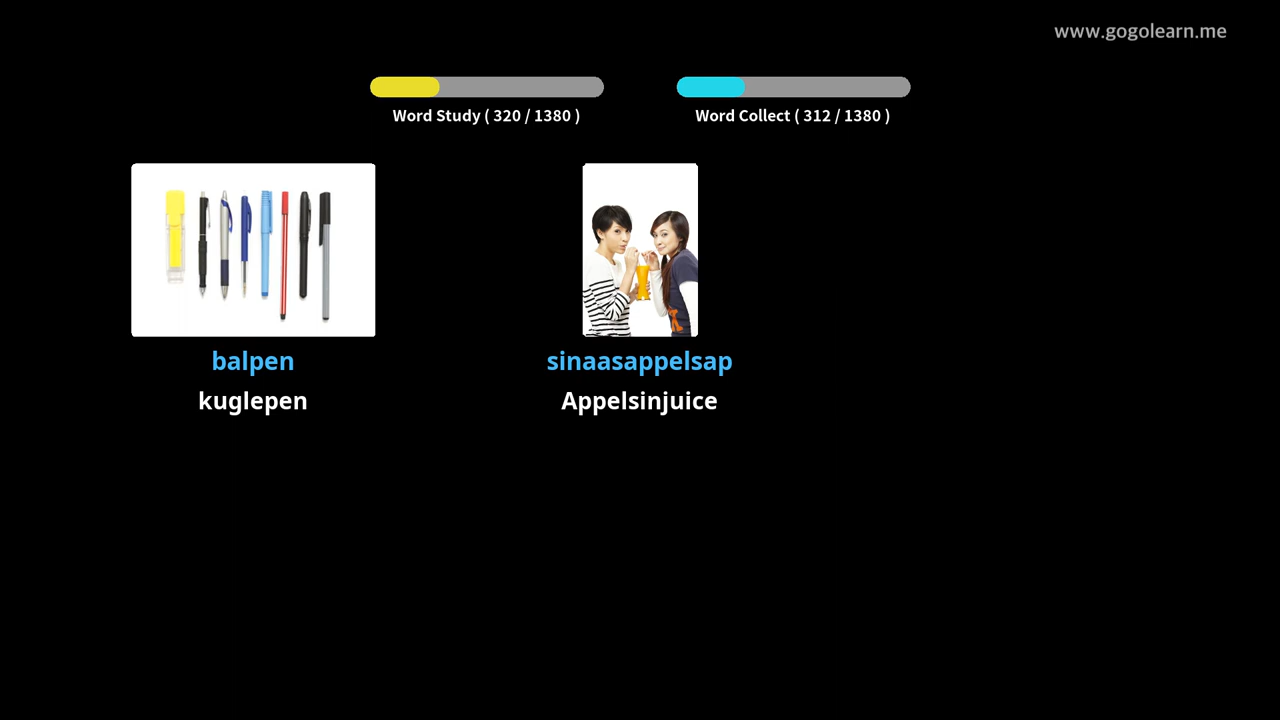 www.gogolearn.me
Word Study ( 320 / 1380 )
Word Collect ( 312 / 1380 )
balpen
kuglepen
sinaasappelsap
Appelsinjuice